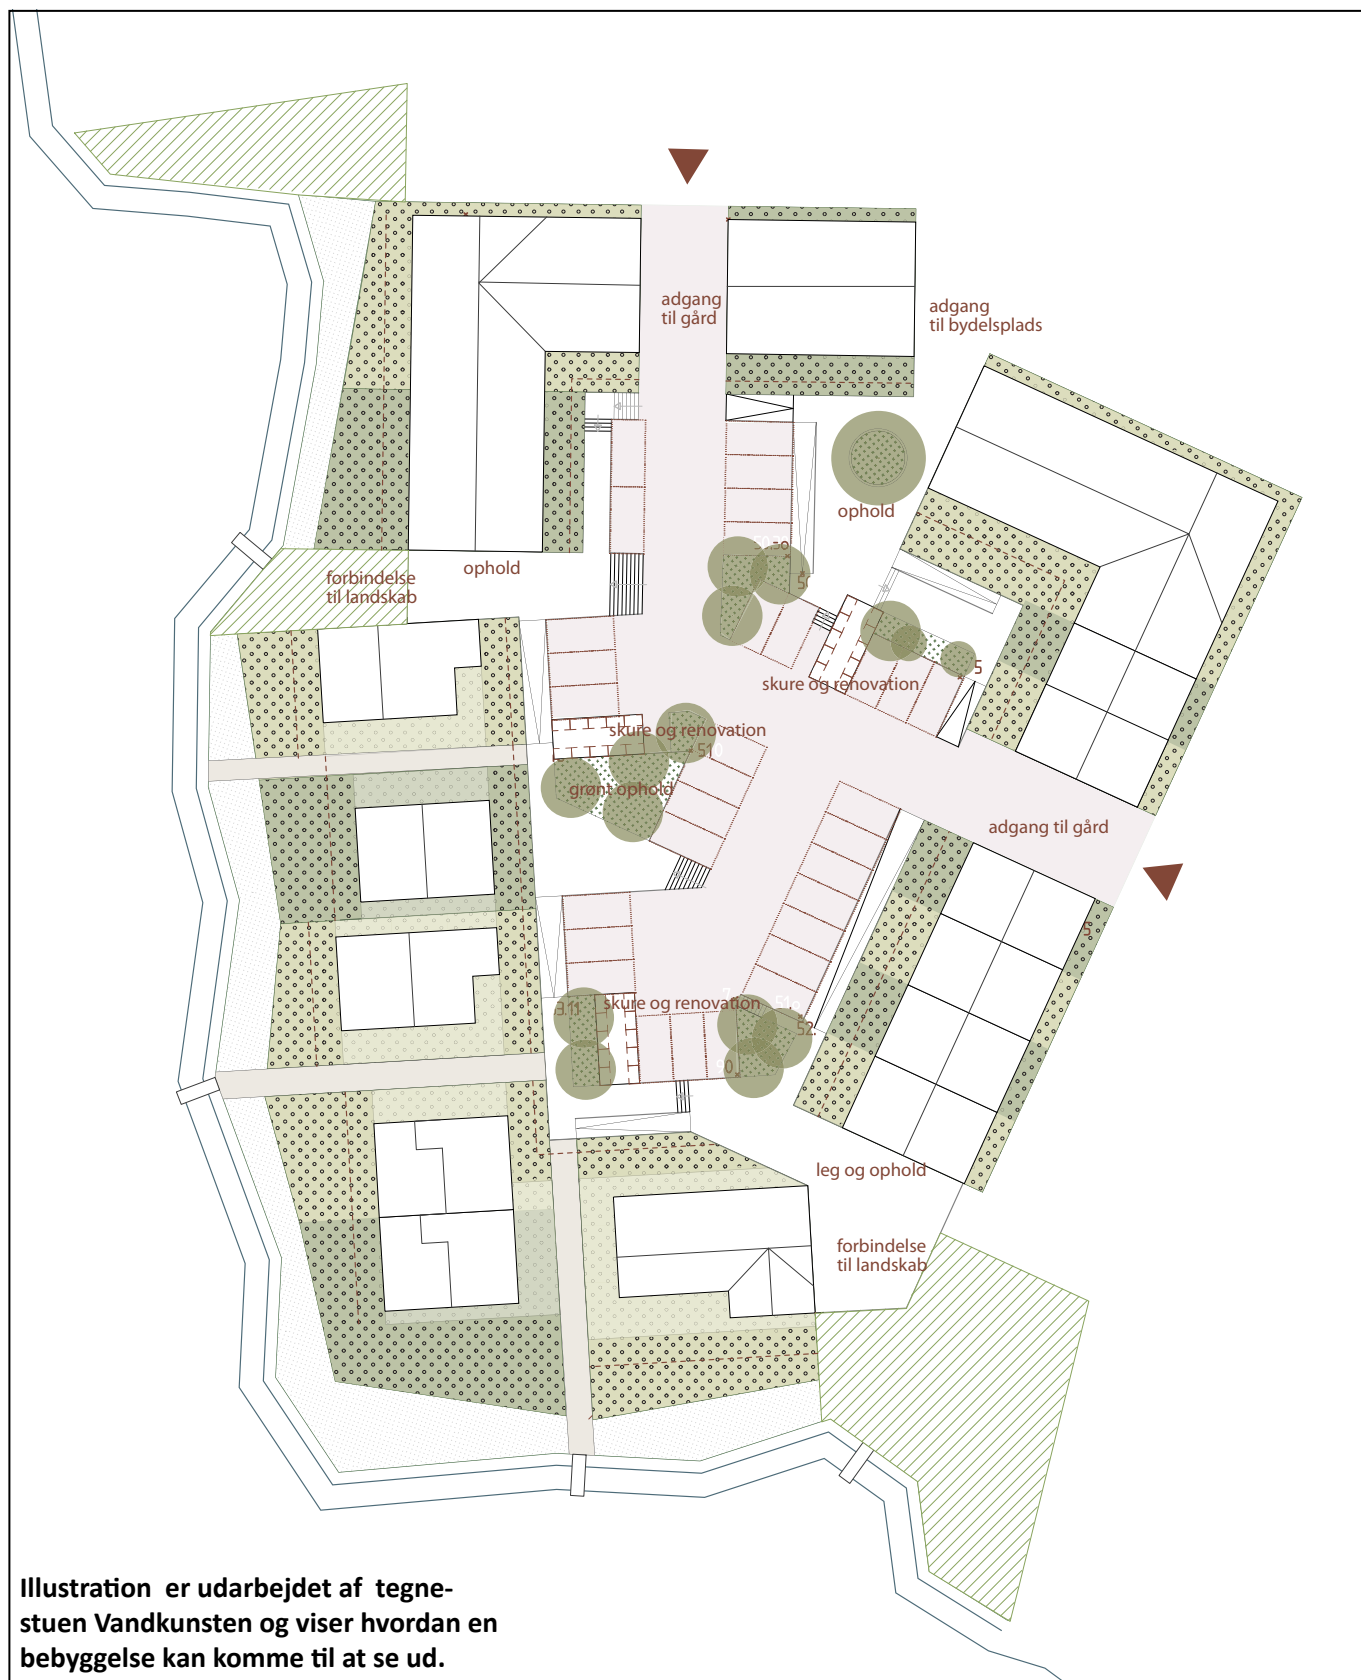 adgang
til gård
adgang
til bydelsplads
ophold
ophold
forbindelse
til landskab
skure og renovation
skure og renovation
510
grønt ophold
adgang til gård
skure og renovation
leg og ophold
forbindelse
til landskab
Illustration er udarbejdet af tegne-
stuen Vandkunsten og viser hvordan en
bebyggelse kan komme til at se ud.